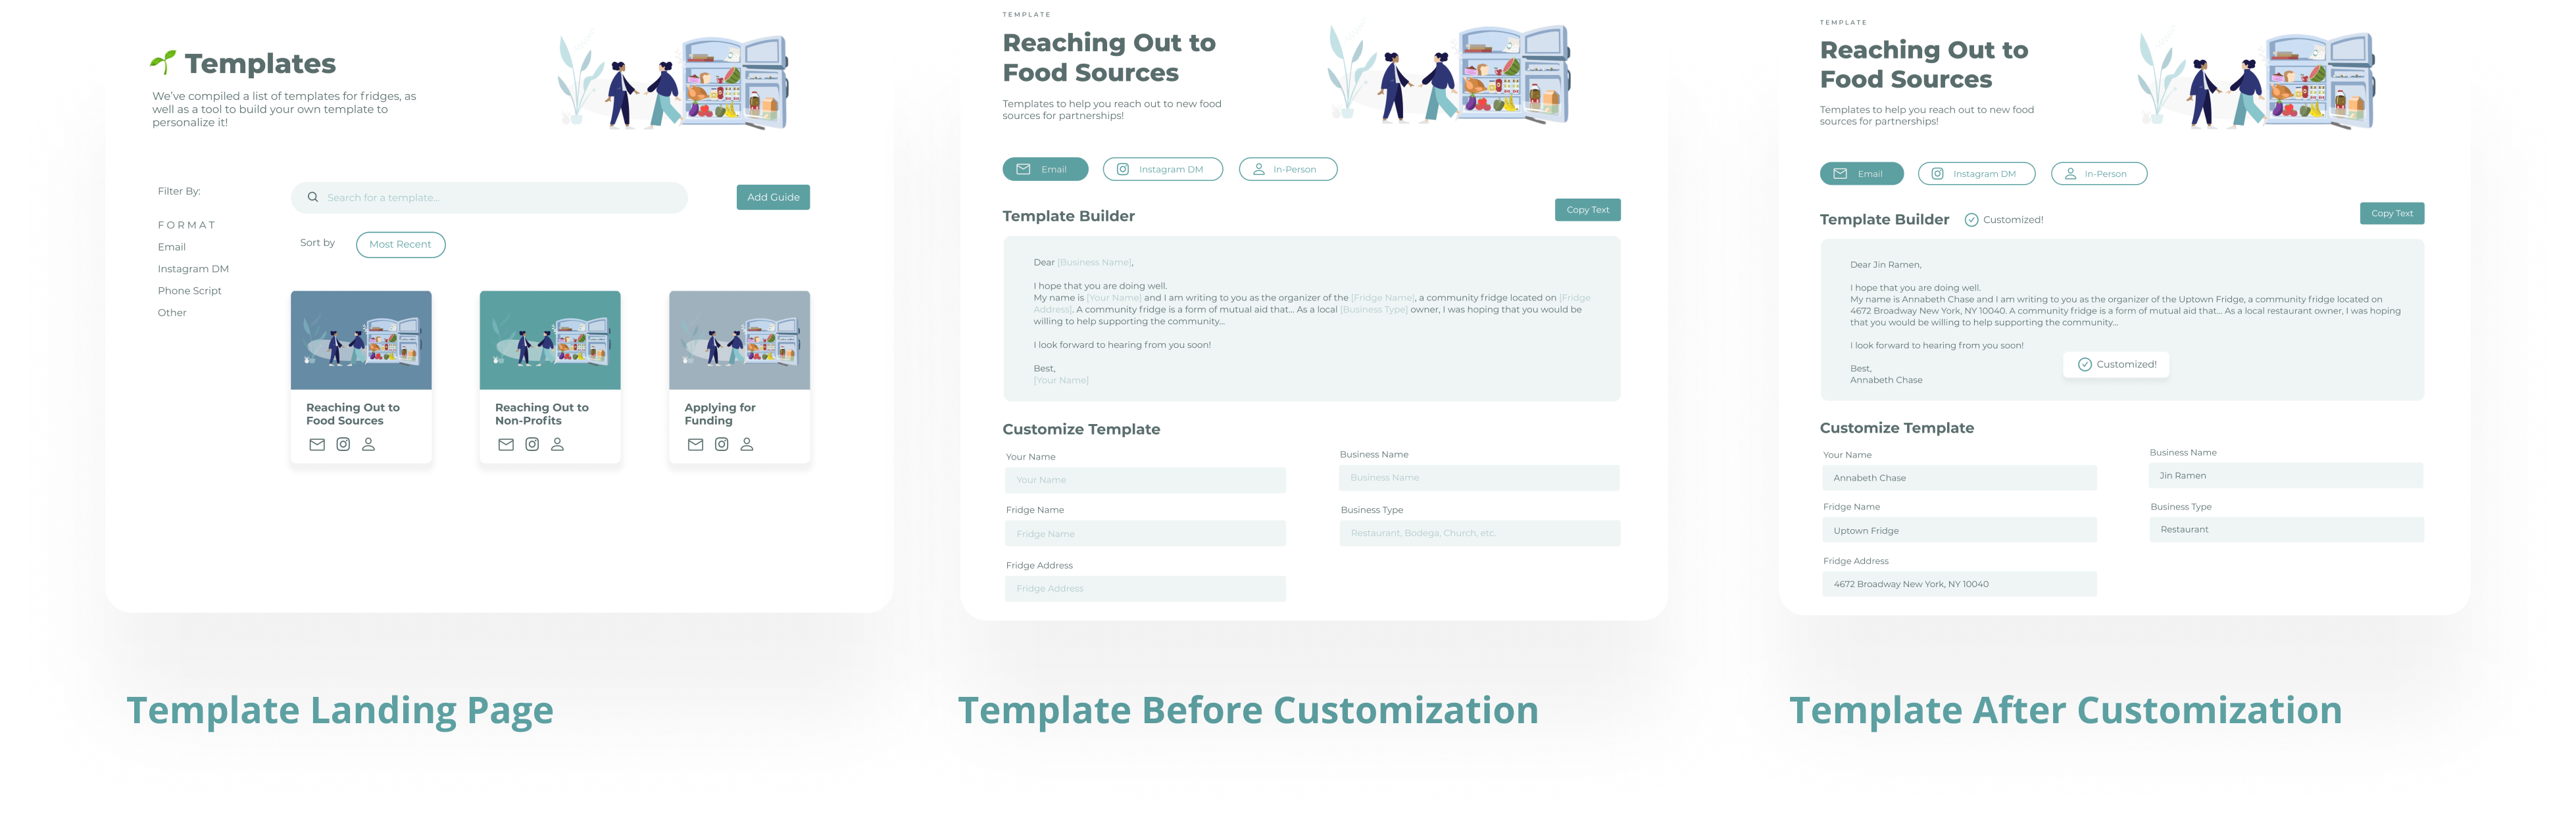 Templates
We've compiled a list of templates for fridges, as
well as a tool to build your own template to
personalize it!
Filter By:
FORMAT
Email
Instagram DM
Phone Script
Other
Search for a template...
Add Guide
Sort by
Most Recent
Reaching Out to
Food Sources
Reaching Out to
Non-Profits
Applying for
Funding
Template Landing Page
TEMPLATE
Reaching Out to
Food Sources
Templates to help you reach out to new food
sources for partnerships!
Email
Instagram DM
In-Person
Template Builder
Copy Text
Dear [Business Name],
I hope that you are doing well.
My name is [Your Name] and I am writing to you as the organizer of the [Fridge Name], a community fridge located on [Fridge
Address]. A community fridge is a form of mutual aid that... As a local [Business Type] owner, I was hoping that you would be
willing to help supporting the community...
I look forward to hearing from you soon!
Best,
[Your Name]
Customize Template
Your Name
Your Name
Business Name
Business Name
Fridge Name
Fridge Name
Business Type
Restaurant, Bodega, Church, etc.
Fridge Address
Fridge Address
Template Before Customization
TEMPLATE
Reaching Out to
Food Sources
Templates to help you reach out to new food
sources for partnerships!
Email
Instagram DM
In-Person
Template Builder
Customized!
Copy Text
Dear Jin Ramen,
I hope that you are doing well.
My name is Annabeth Chase and I am writing to you as the organizer of the Uptown Fridge, a community fridge located on
4672 Broadway New York, NY 10040. A community fridge is a form of mutual aid that... As a local restaurant owner, I was hoping
that you would be willing to help supporting the community...
I look forward to hearing from you soon!
Customized!
Best,
Annabeth Chase
Customize Template
Your Name
Annabeth Chase
Business Name
Jin Ramen
Fridge Name
Uptown Fridge
Business Type
Restaurant
Fridge Address
4672 Broadway New York, NY 10040
Template After Customization